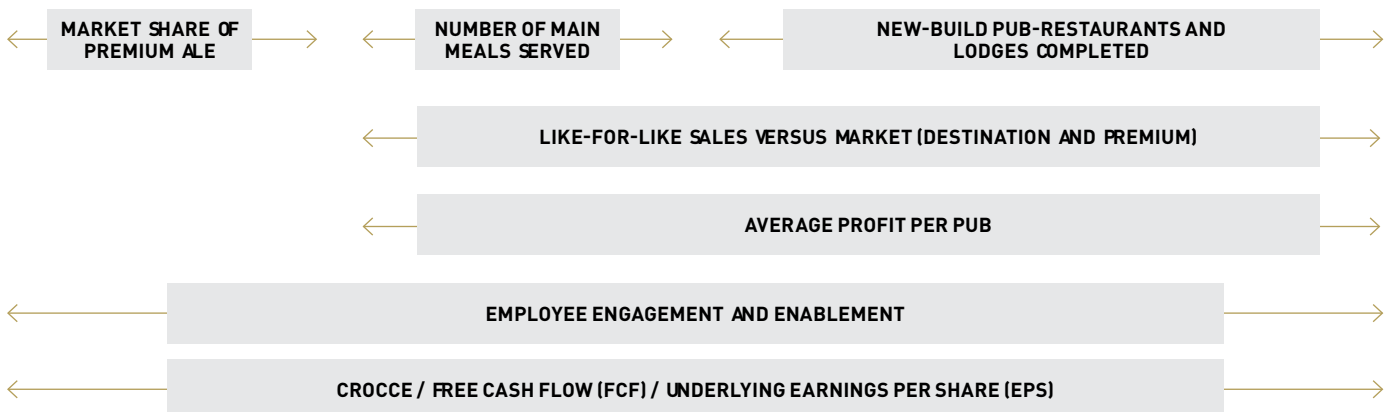 MARKET SHARE OF
PREMIUM ALE
NUMBER OF MAIN
MEALS SERVED
NEW-BUILD PUB-RESTAURANTS AND
LODGES COMPLETED
LIKE-FOR-LIKE SALES VERSUS MARKET (DESTINATION AND PREMIUM)
AVERAGE PROFIT PER PUB
EMPLOYEE ENGAGEMENT AND ENABLEMENT
CROCCE / FREE CASH FLOW (FCF) / UNDERLYING EARNINGS PER SHARE (EPS)